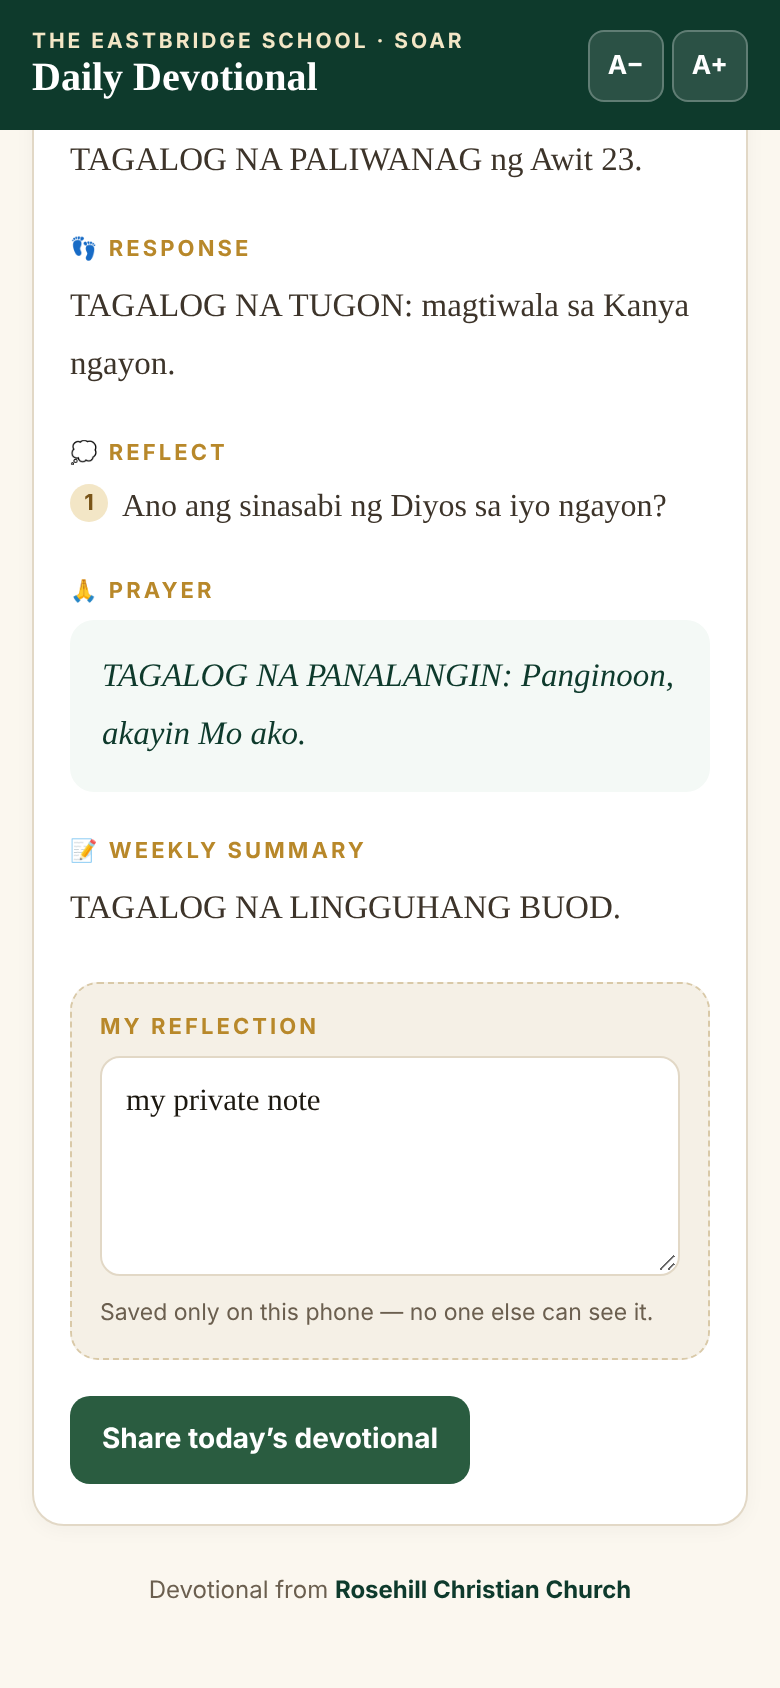 THE EASTBRIDGE SCHOOL · SOAR
Daily Devotional
A−
A+
TAGALOG NA PALIWANAG ng Awit 23.
RESPONSE
TAGALOG NA TUGON: magtiwala sa Kanya
ngayon.
REFLECT
1 Ano ang sinasabi ng Diyos sa iyo ngayon?
PRAYER
TAGALOG NA PANALANGIN: Panginoon,
akayin Mo ako.
WEEKLY SUMMARY
TAGALOG NA LINGGUHANG BUOD.
MY REFLECTION
my private note
Saved only on this phone — no one else can see it.
Share today’s devotional
Devotional from Rosehill Christian Church